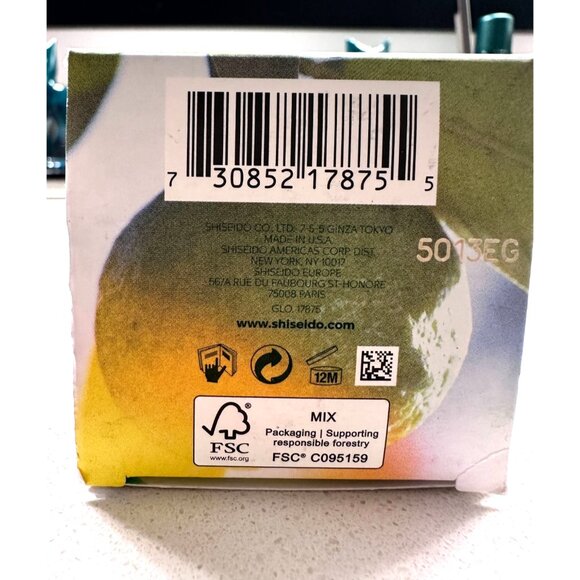 7 30852 17875 5
SHISEIDO CO., LTD. 7-5-5 GINZA TOKYO
MADE IN U.S.A.
SHISEIDO AMERICAS CORP. DIST.
NEW YORK, NY 10017
SHISEIDO EUROPE
56/A RUE DU FAUBOURG ST-HONORE
75008 PARIS
GLO. 17875
5013EG
www.shiseido.com
12M
FSC
www.fsc.org
MIX
Packaging | Supporting
responsible forestry
FSC® C095159